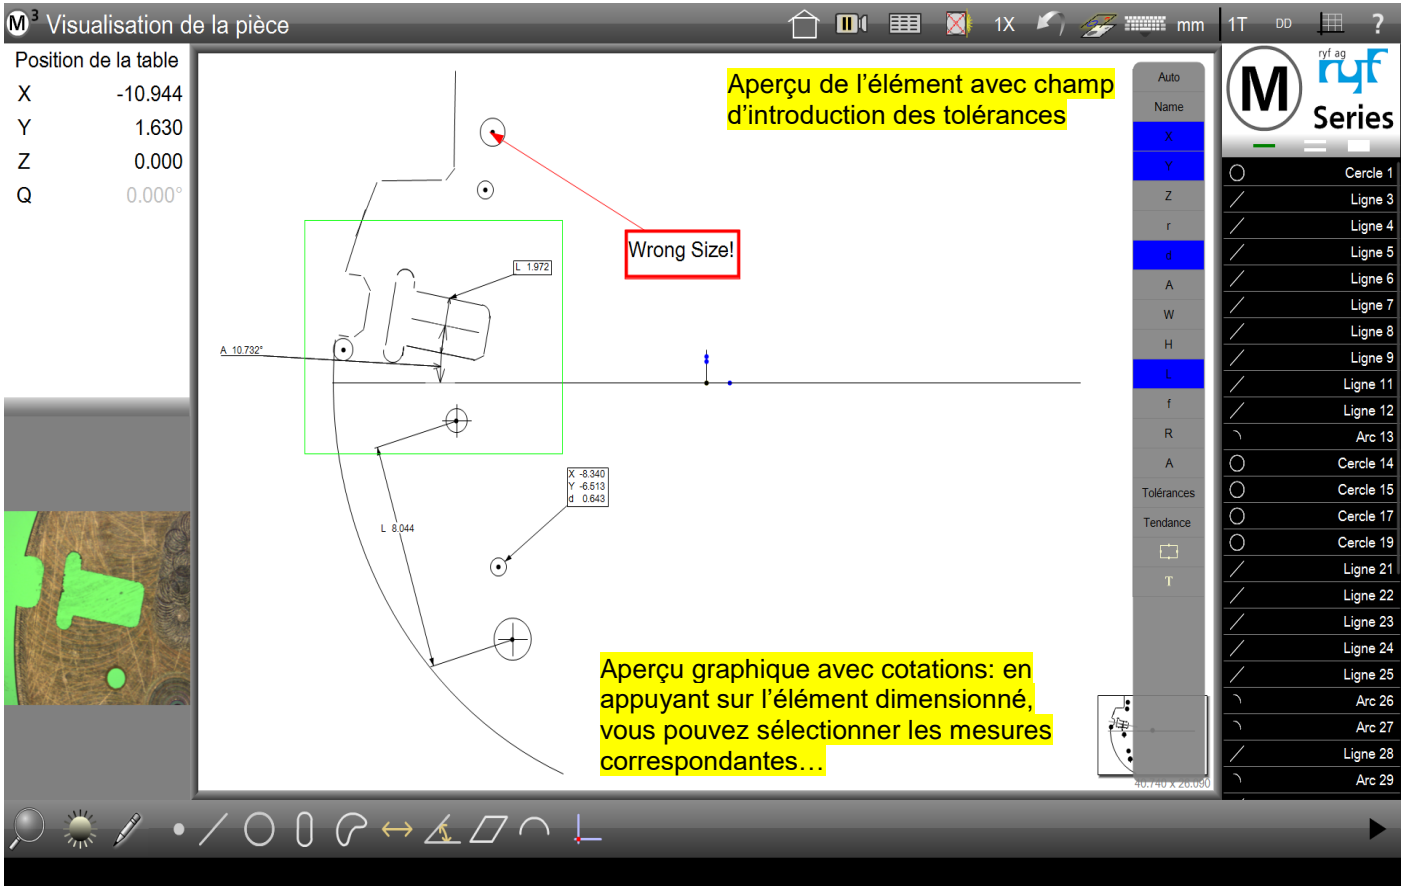 M³ Visualisation de la pièce
1X
mm
1T
DD
?
Position de la table
X -10.944
Y 1.630
Z 0.000
Q 0.000°
Aperçu de l'élément avec champ
d'introduction des tolérances
Wrong Size!
L 1.972
A 10.732°
X -8.340
Y -6.513
d 0.643
L 8.044
Aperçu graphique avec cotations: en
appuyant sur l'élément dimensionné,
vous pouvez sélectionner les mesures
correspondantes…
40.740 x 26.090
Auto
Name
X
Y
Z
r
d
A
W
H
L
f
R
A
Tolérances
Tendance
T
M
ryf ag
ryf
Series
Cercle 1
Ligne 3
Ligne 4
Ligne 5
Ligne 6
Ligne 7
Ligne 8
Ligne 9
Ligne 11
Ligne 12
Arc 13
Cercle 14
Cercle 15
Cercle 17
Cercle 19
Ligne 21
Ligne 22
Ligne 23
Ligne 24
Ligne 25
Arc 26
Arc 27
Ligne 28
Arc 29